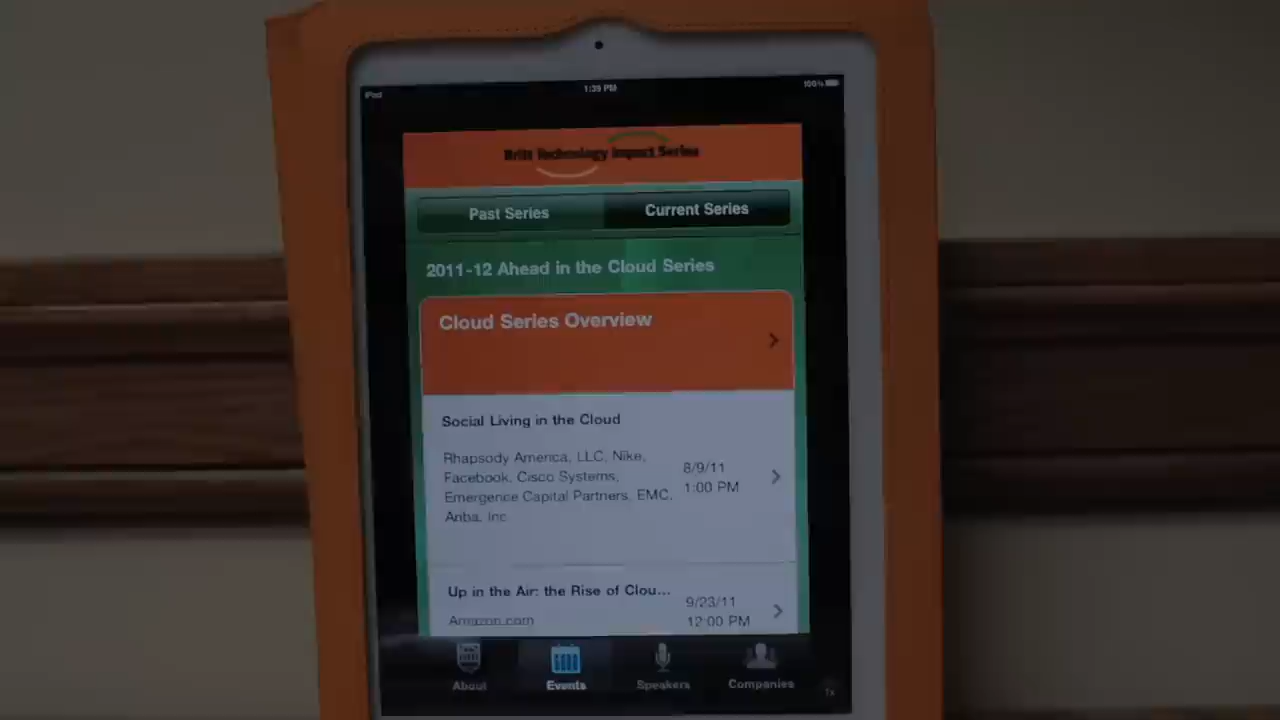 iPod
1:39 PM
100%
Britt Technology Impact Series
Past Series
Current Series
2011-12 Ahead in the Cloud Series
Cloud Series Overview
Social Living in the Cloud
Rhapsody America, LLC, Nike,
Facebook, Cisco Systems,
Emergence Capital Partners, EMC,
Ariba, Inc
8/9/11
1:00 PM
Up in the Air: the Rise of Clou...
Amazon.com
9/23/11
12:00 PM
About
Events
Speakers
Companies
1x